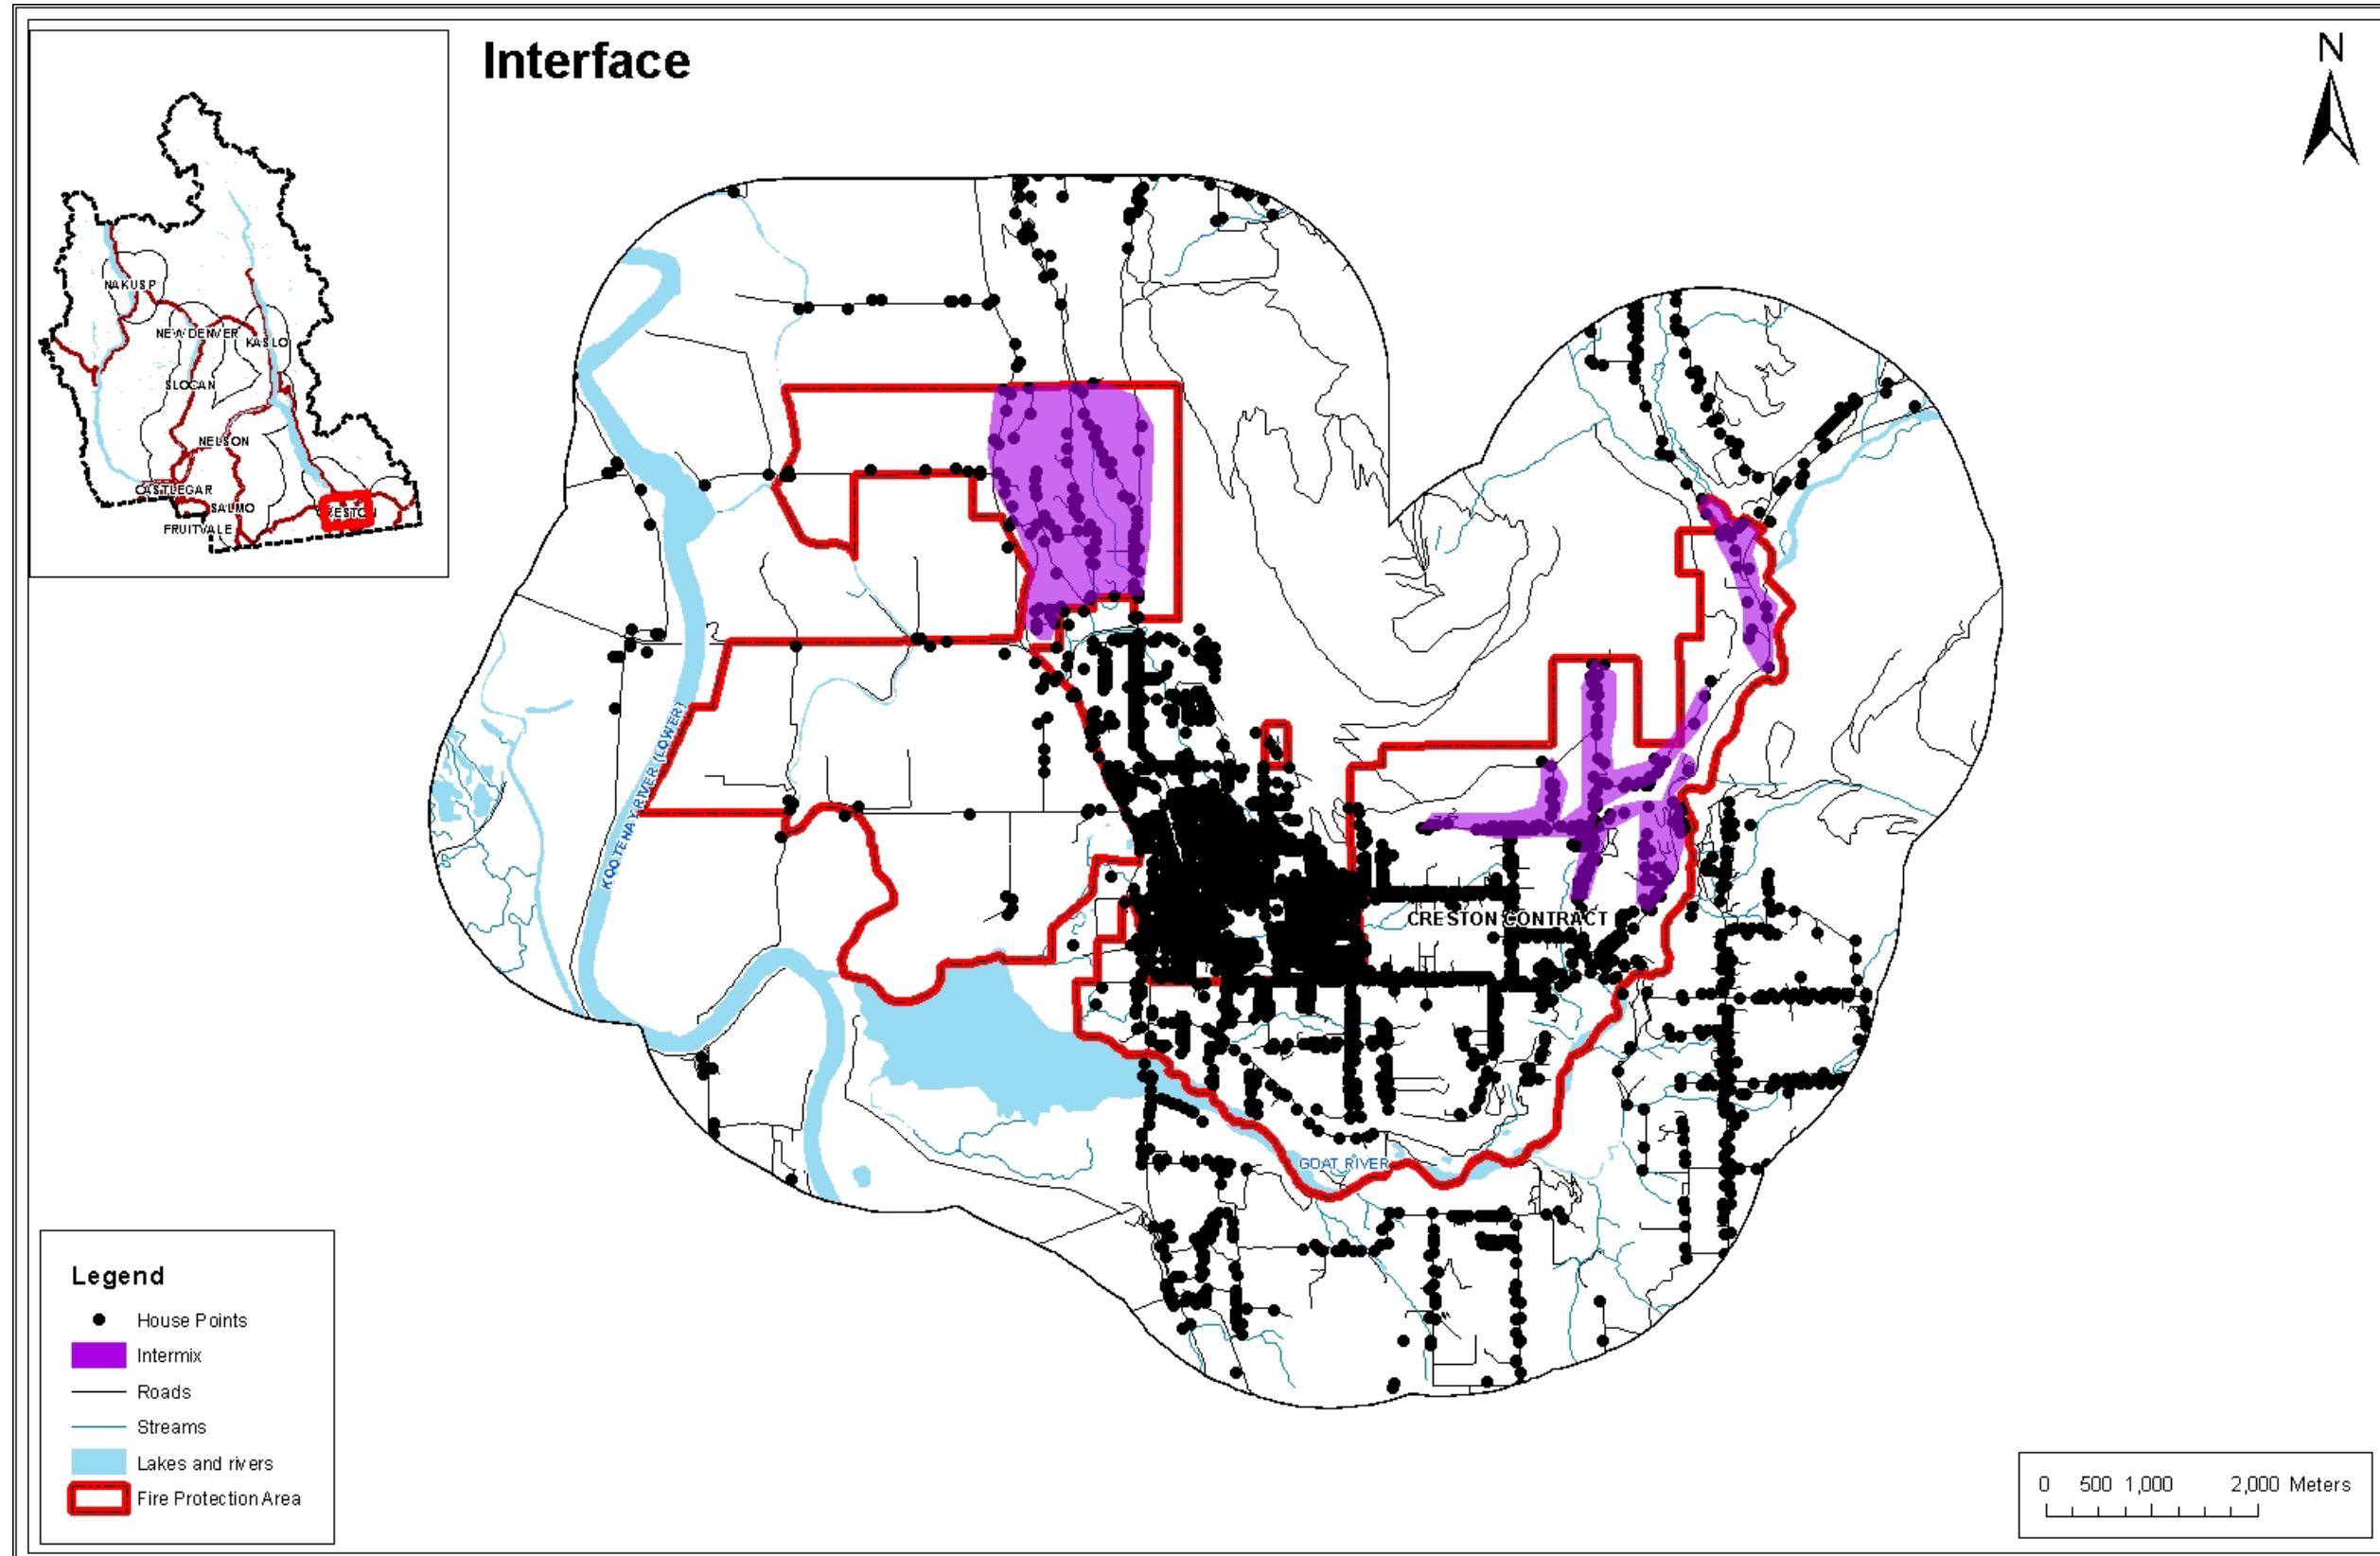 Interface
N
NAKUSP
NEW DENVER
KASLO
SLOCAN
NELSON
CASTLEGAR
SALMO
CRESTON
FRUITVALE
KOOTENAY RIVER (LOWER)
CRESTON CONTRACT
GOAT RIVER
Legend
House Points
Intermix
Roads
Streams
Lakes and rivers
Fire Protection Area
0 500 1,000 2,000 Meters